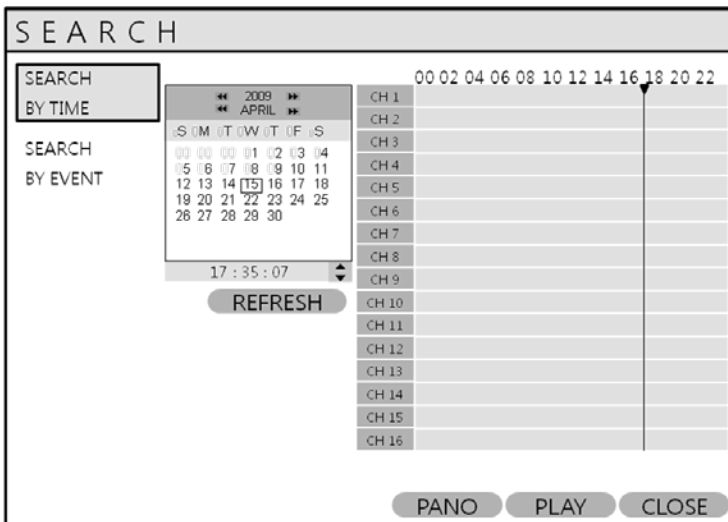 SEARCH
SEARCH
BY TIME
SEARCH
BY EVENT
2009
APRIL
S M T W T F S
00 00 00 01 02 03 04
05 06 07 08 09 10 11
12 13 14 15 16 17 18
19 20 21 22 23 24 25
26 27 28 29 30
17 : 35 : 07
REFRESH
00 02 04 06 08 10 12 14 16 18 20 22
CH 1
CH 2
CH 3
CH 4
CH 5
CH 6
CH 7
CH 8
CH 9
CH 10
CH 11
CH 12
CH 13
CH 14
CH 15
CH 16
PANO PLAY CLOSE